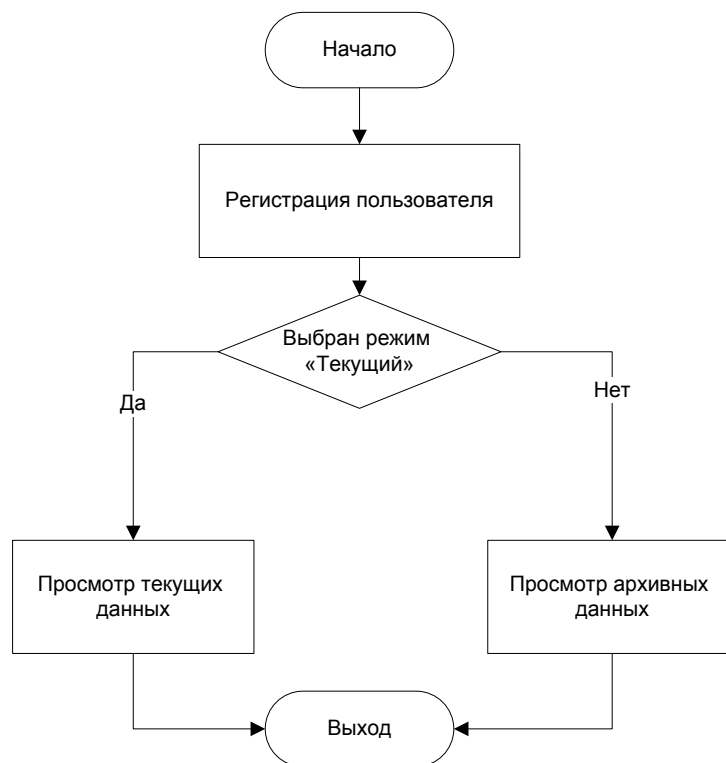 Начало
Регистрация пользователя
Выбран режим
«Текущий»
Да
Нет
Просмотр текущих
данных
Просмотр архивных
данных
Выход